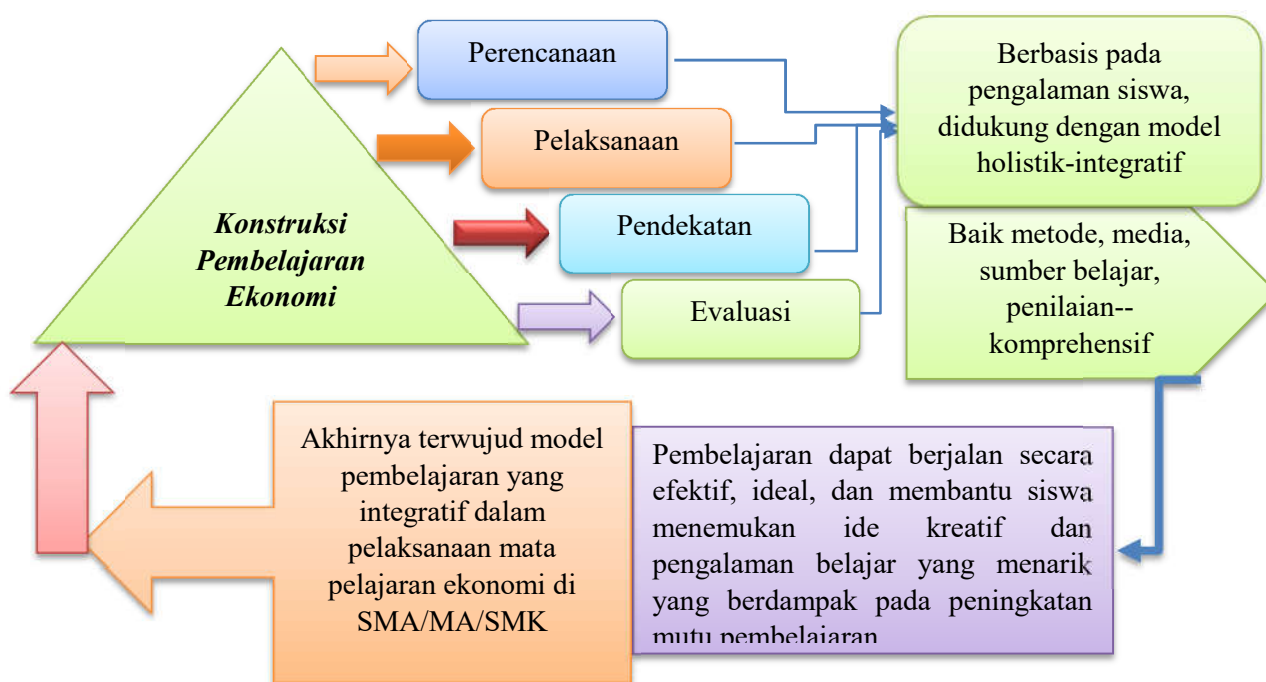 Perencanaan
Pelaksanaan
Pendekatan
Evaluasi
Konstruksi
Pembelajaran
Ekonomi
Berbasis pada
pengalaman siswa,
didukung dengan model
holistik-integratif
Baik metode, media,
sumber belajar,
penilaian--
komprehensif
Pembelajaran dapat berjalan secara
efektif, ideal, dan membantu siswa
menemukan ide kreatif dan
pengalaman belajar yang menarik
yang berdampak pada peningkatan
mutu pembelajaran
Akhirnya terwujud model
pembelajaran yang
integratif dalam
pelaksanaan mata
pelajaran ekonomi di
SMA/MA/SMK